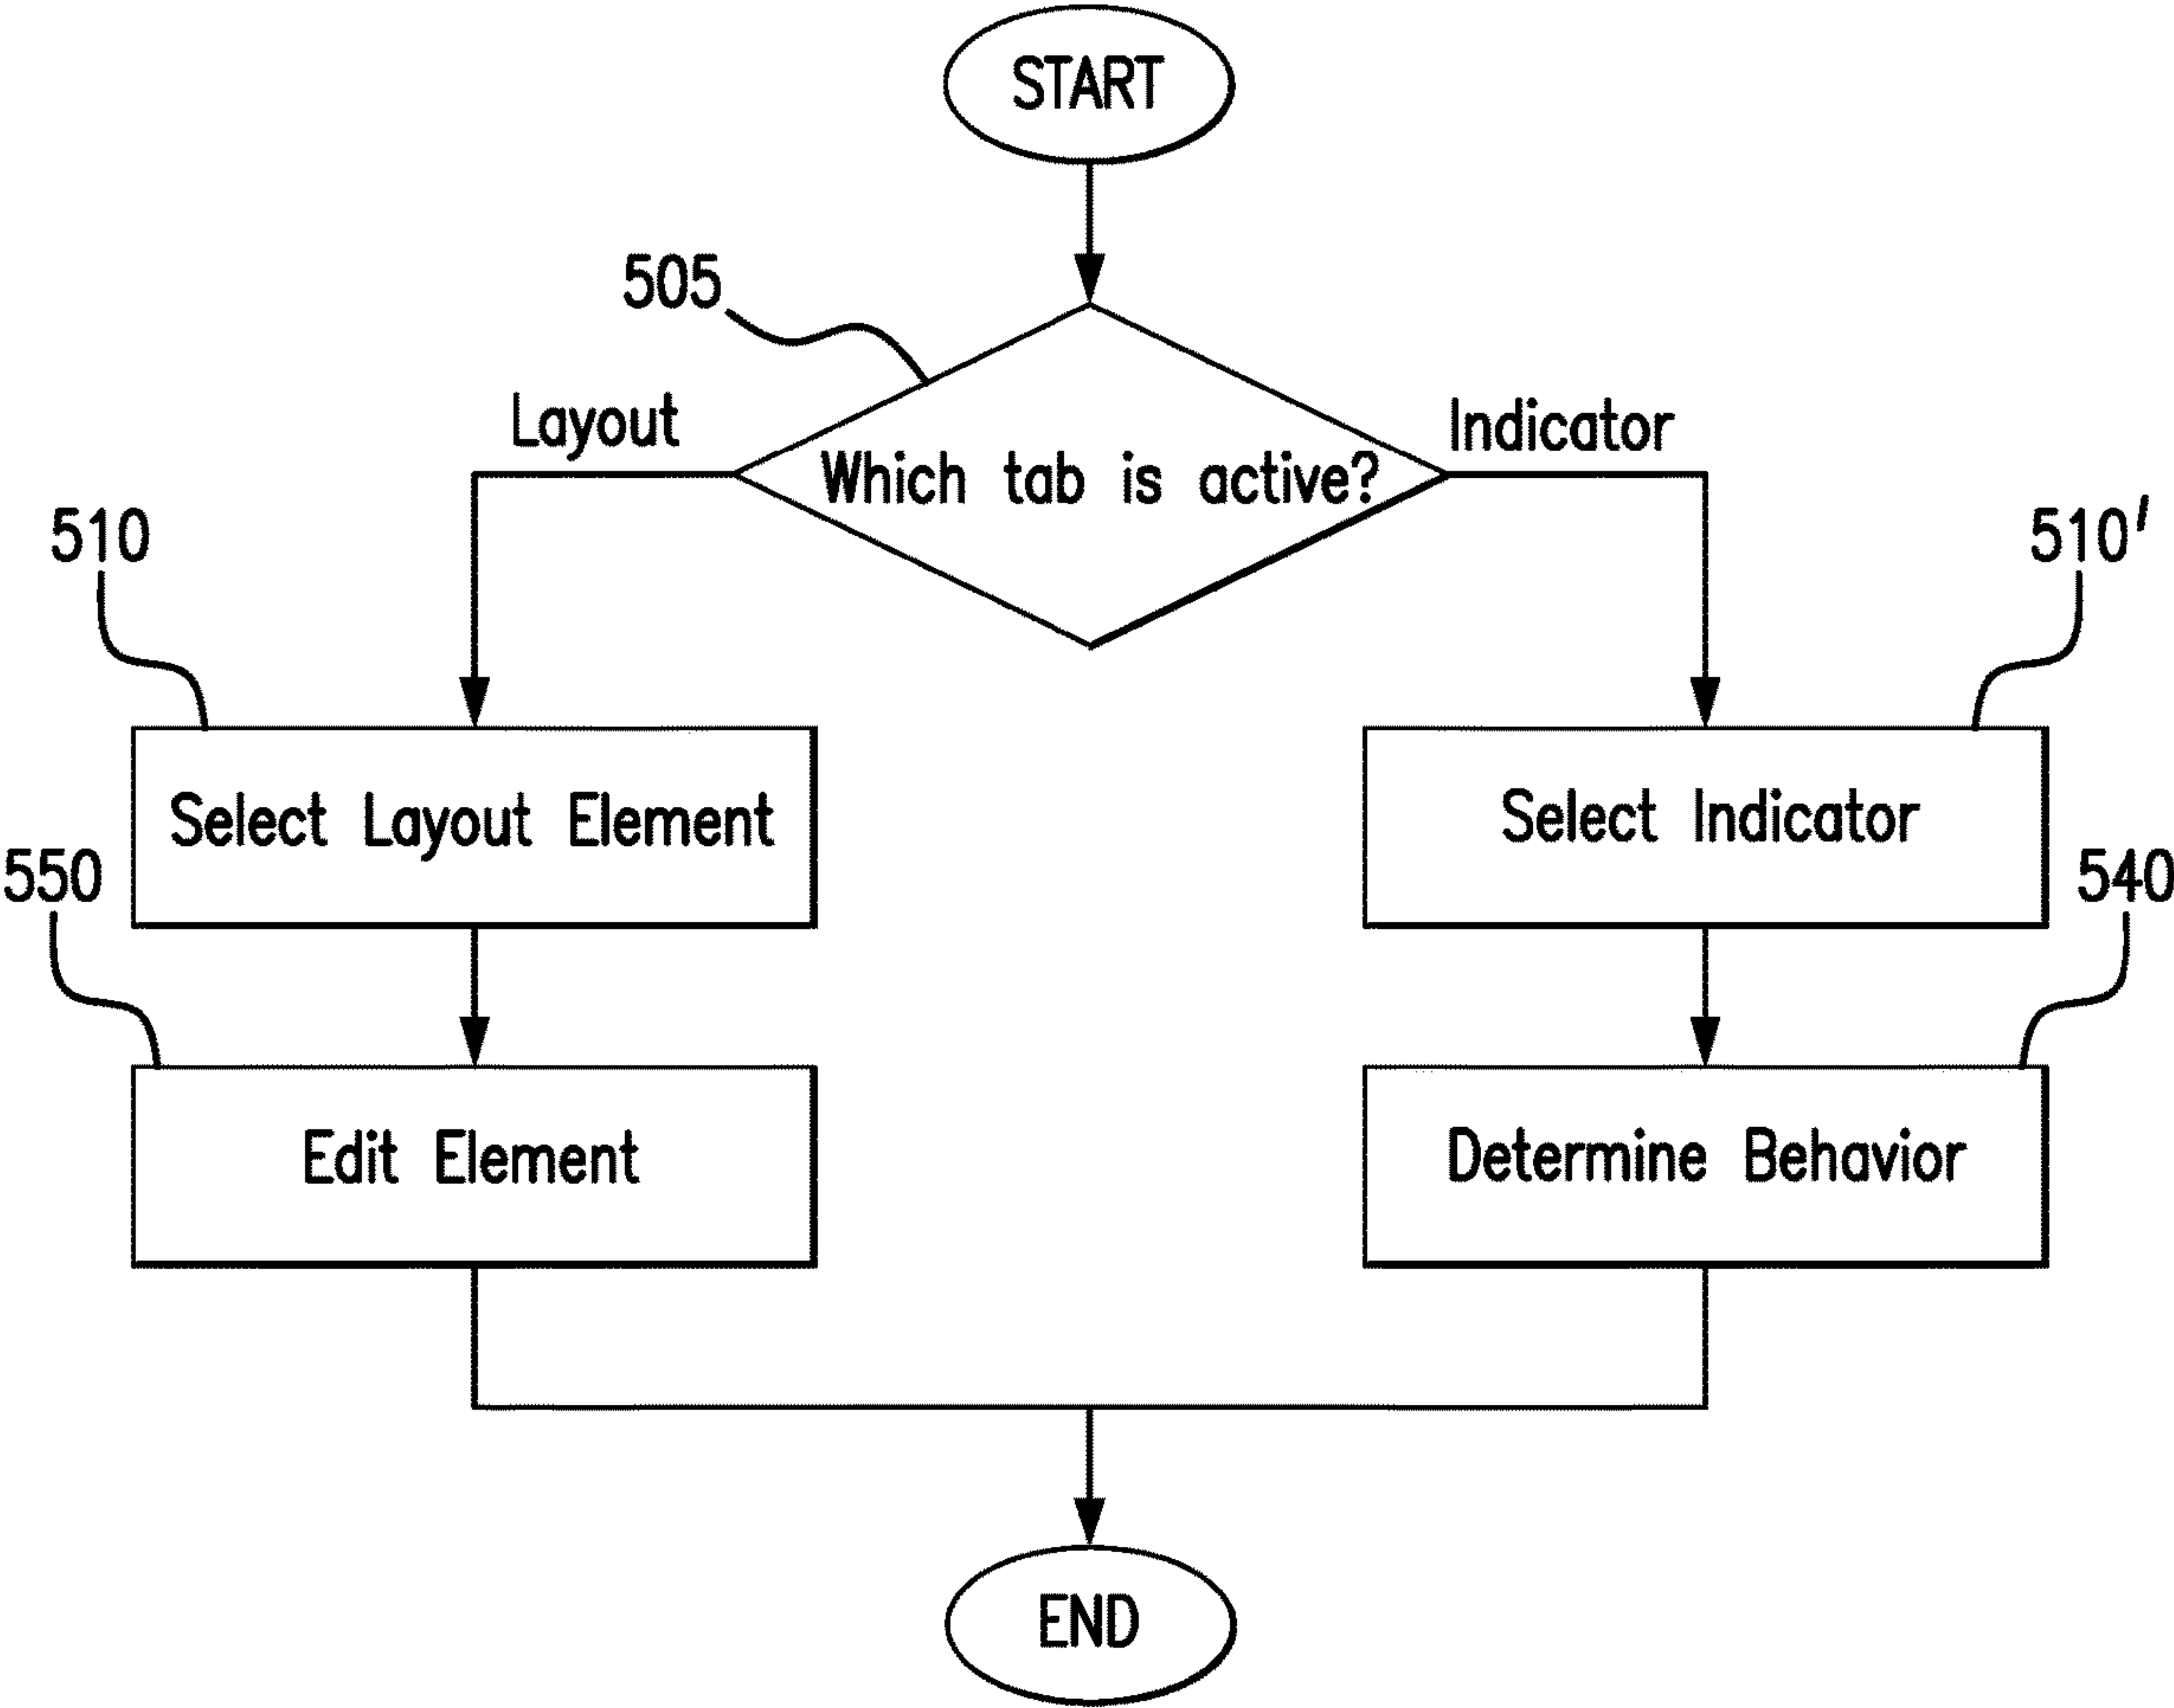 START
505
Layout
Indicator
Which tab is active?
510
510'
Select Layout Element
Select Indicator
550
540
Edit Element
Determine Behavior
END